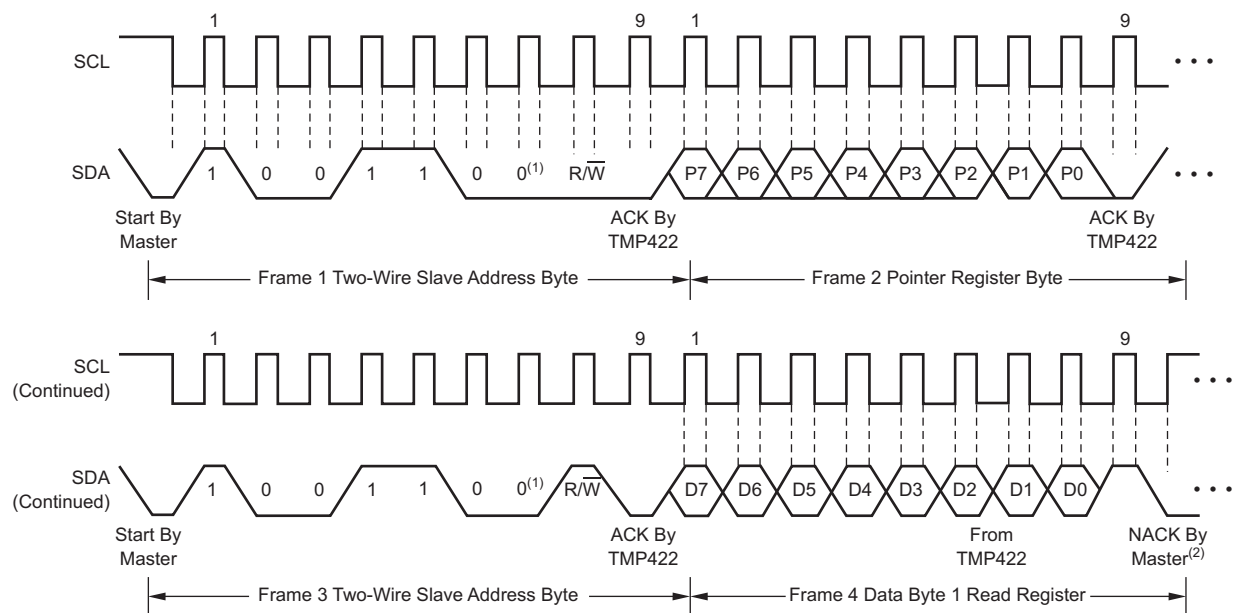 1 9 1 9
SCL
SDA
1 0 0 1 1 0 0(1) R/W P7 P6 P5 P4 P3 P2 P1 P0
Start By
Master
ACK By
TMP422
ACK By
TMP422
Frame 1 Two-Wire Slave Address Byte
Frame 2 Pointer Register Byte
1 9 1 9
SCL
(Continued)
SDA
(Continued)
1 0 0 1 1 0 0(1) R/W D7 D6 D5 D4 D3 D2 D1 D0
Start By
Master
ACK By
TMP422
From
TMP422
NACK By
Master(2)
Frame 3 Two-Wire Slave Address Byte
Frame 4 Data Byte 1 Read Register